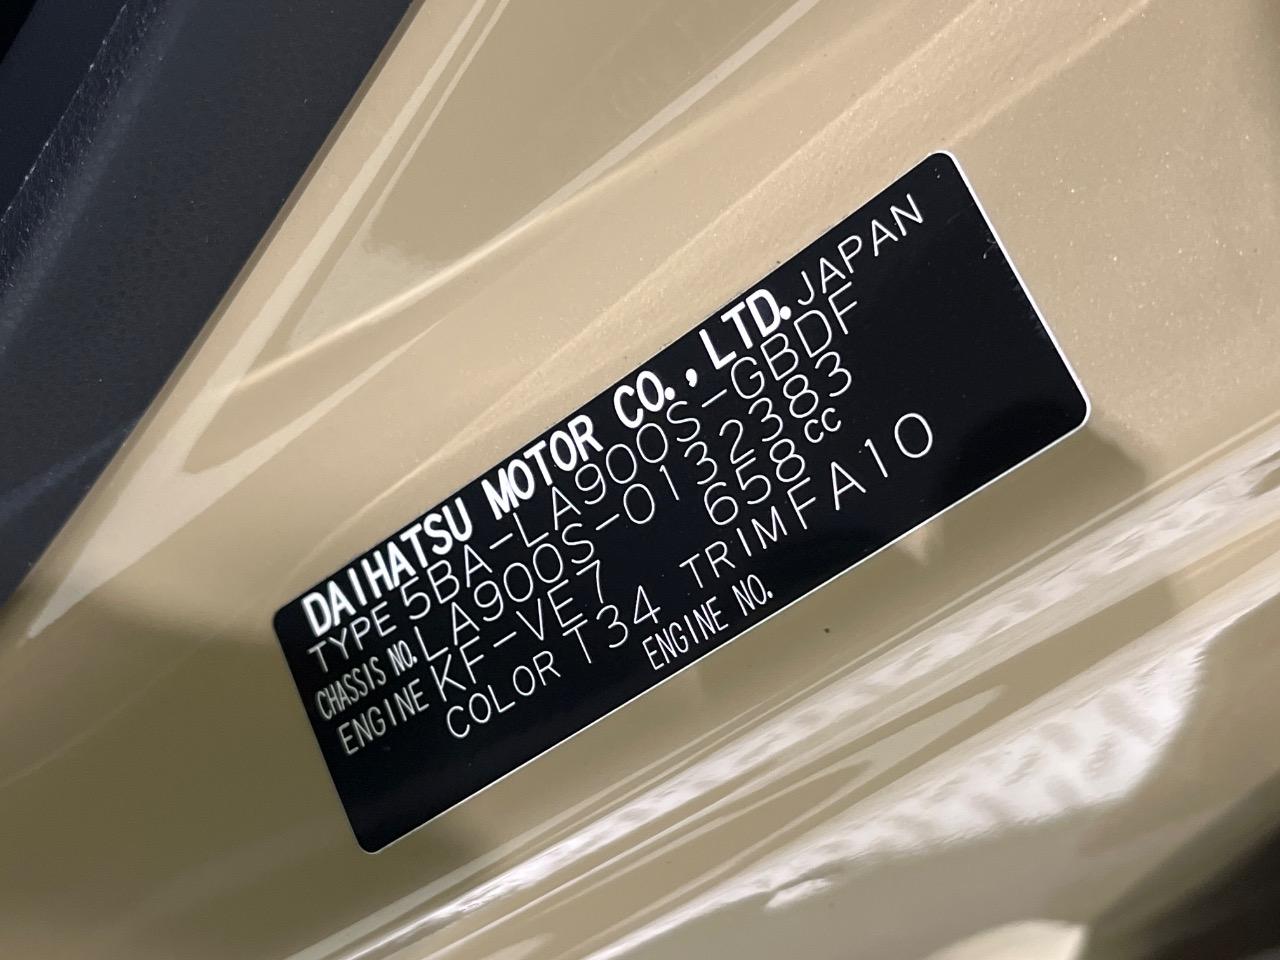 DAIHATSU MOTOR CO., LTD. JAPAN
TYPE 5BA-LA900S-GBDF
CHASSIS NO. LA900S-0132383
ENGINE KF-VE7 658cc
COLOR T34 TRIM FA10
ENGINE NO.